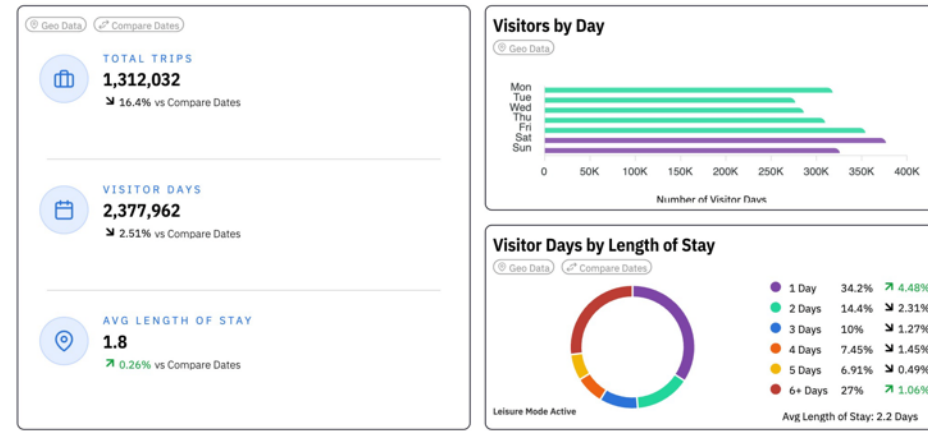 Geo Data Compare Dates
TOTAL TRIPS
1,312,032
16.4% vs Compare Dates
VISITOR DAYS
2,377,962
2.51% vs Compare Dates
AVG LENGTH OF STAY
1.8
0.26% vs Compare Dates
Visitors by Day
Geo Data
Mon
Tue
Wed
Thu
Fri
Sat
Sun
0 50K 100K 150K 200K 250K 300K 350K 400K
Number of Visitor Days
Visitor Days by Length of Stay
Geo Data Compare Dates
1 Day 34.2% 4.48%
2 Days 14.4% 2.31%
3 Days 10% 1.27%
4 Days 7.45% 1.45%
5 Days 6.91% 0.49%
6+ Days 27% 1.06%
Leisure Mode Active
Avg Length of Stay: 2.2 Days